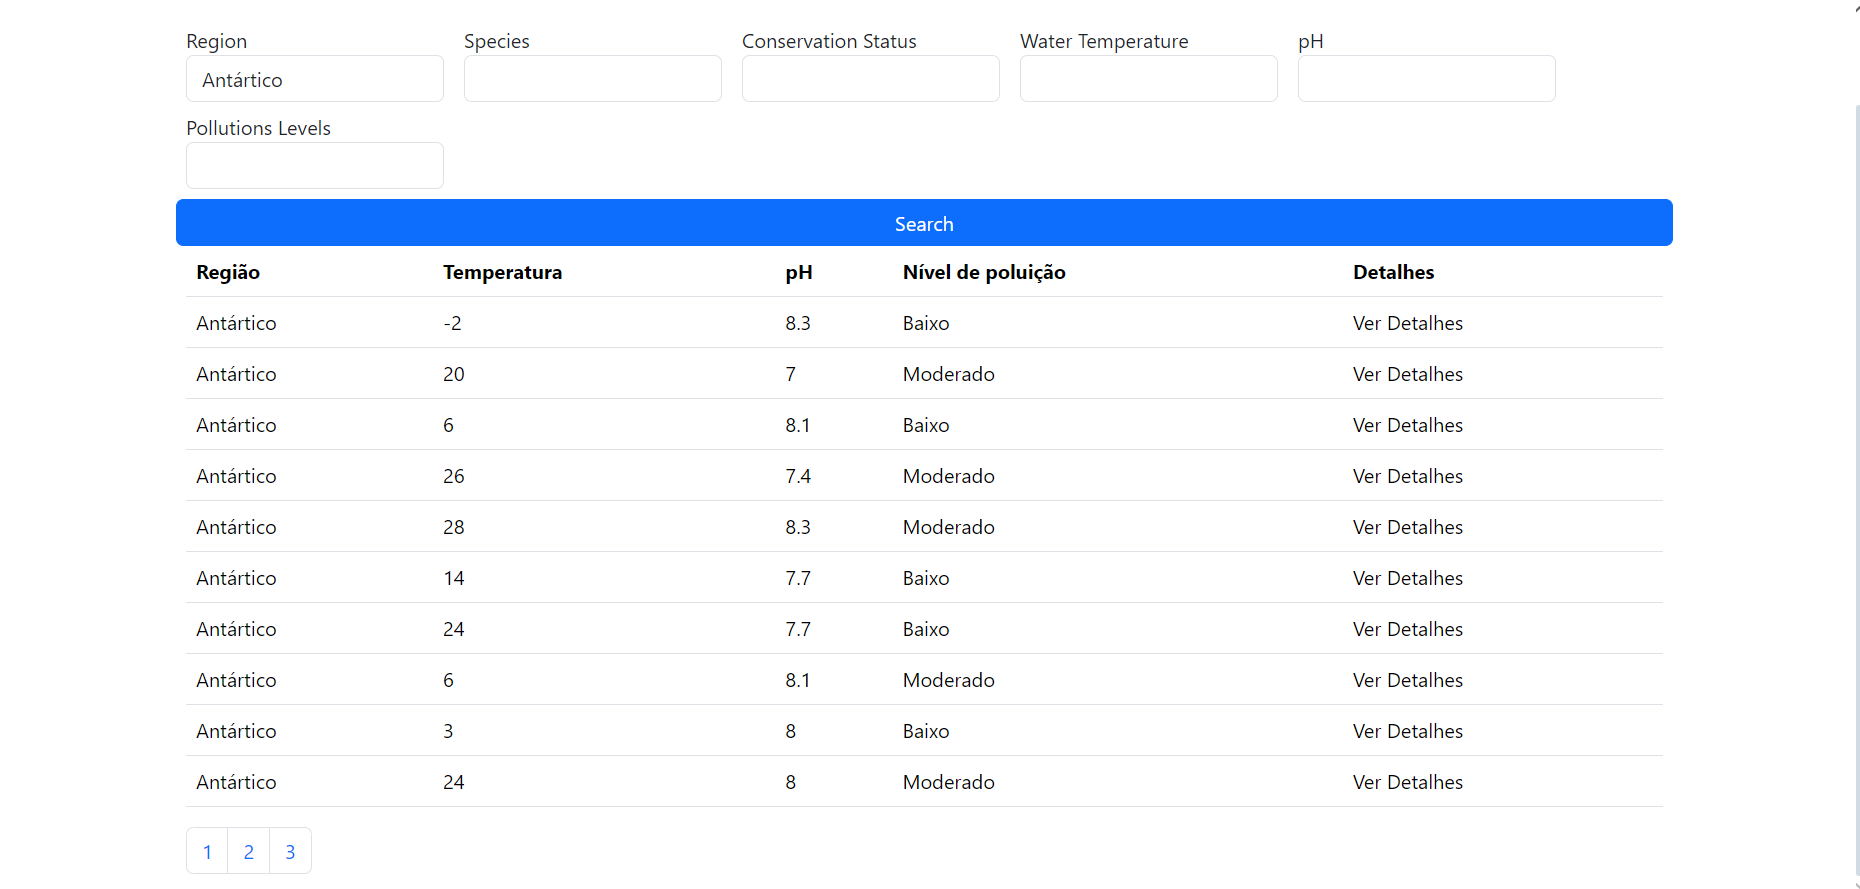 Region Species Conservation Status Water Temperature pH
Antártico
Pollutions Levels
Search
Região Temperatura pH Nível de poluição Detalhes
Antártico -2 8.3 Baixo Ver Detalhes
Antártico 20 7 Moderado Ver Detalhes
Antártico 6 8.1 Baixo Ver Detalhes
Antártico 26 7.4 Moderado Ver Detalhes
Antártico 28 8.3 Moderado Ver Detalhes
Antártico 14 7.7 Baixo Ver Detalhes
Antártico 24 7.7 Baixo Ver Detalhes
Antártico 6 8.1 Moderado Ver Detalhes
Antártico 3 8 Baixo Ver Detalhes
Antártico 24 8 Moderado Ver Detalhes
1 2 3